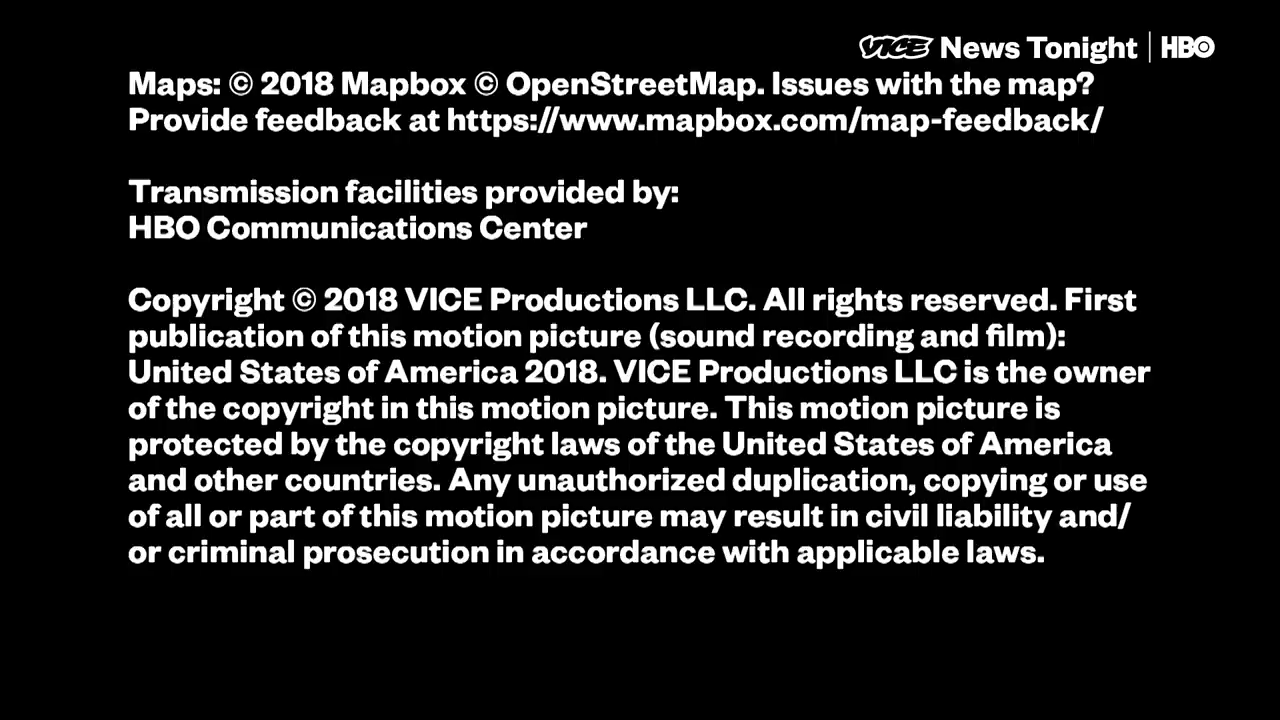 VICE News Tonight | HBO
Maps: © 2018 Mapbox © OpenStreetMap. Issues with the map?
Provide feedback at https://www.mapbox.com/map-feedback/
Transmission facilities provided by:
HBO Communications Center
Copyright © 2018 VICE Productions LLC. All rights reserved. First
publication of this motion picture (sound recording and film):
United States of America 2018. VICE Productions LLC is the owner
of the copyright in this motion picture. This motion picture is
protected by the copyright laws of the United States of America
and other countries. Any unauthorized duplication, copying or use
of all or part of this motion picture may result in civil liability and/
or criminal prosecution in accordance with applicable laws.